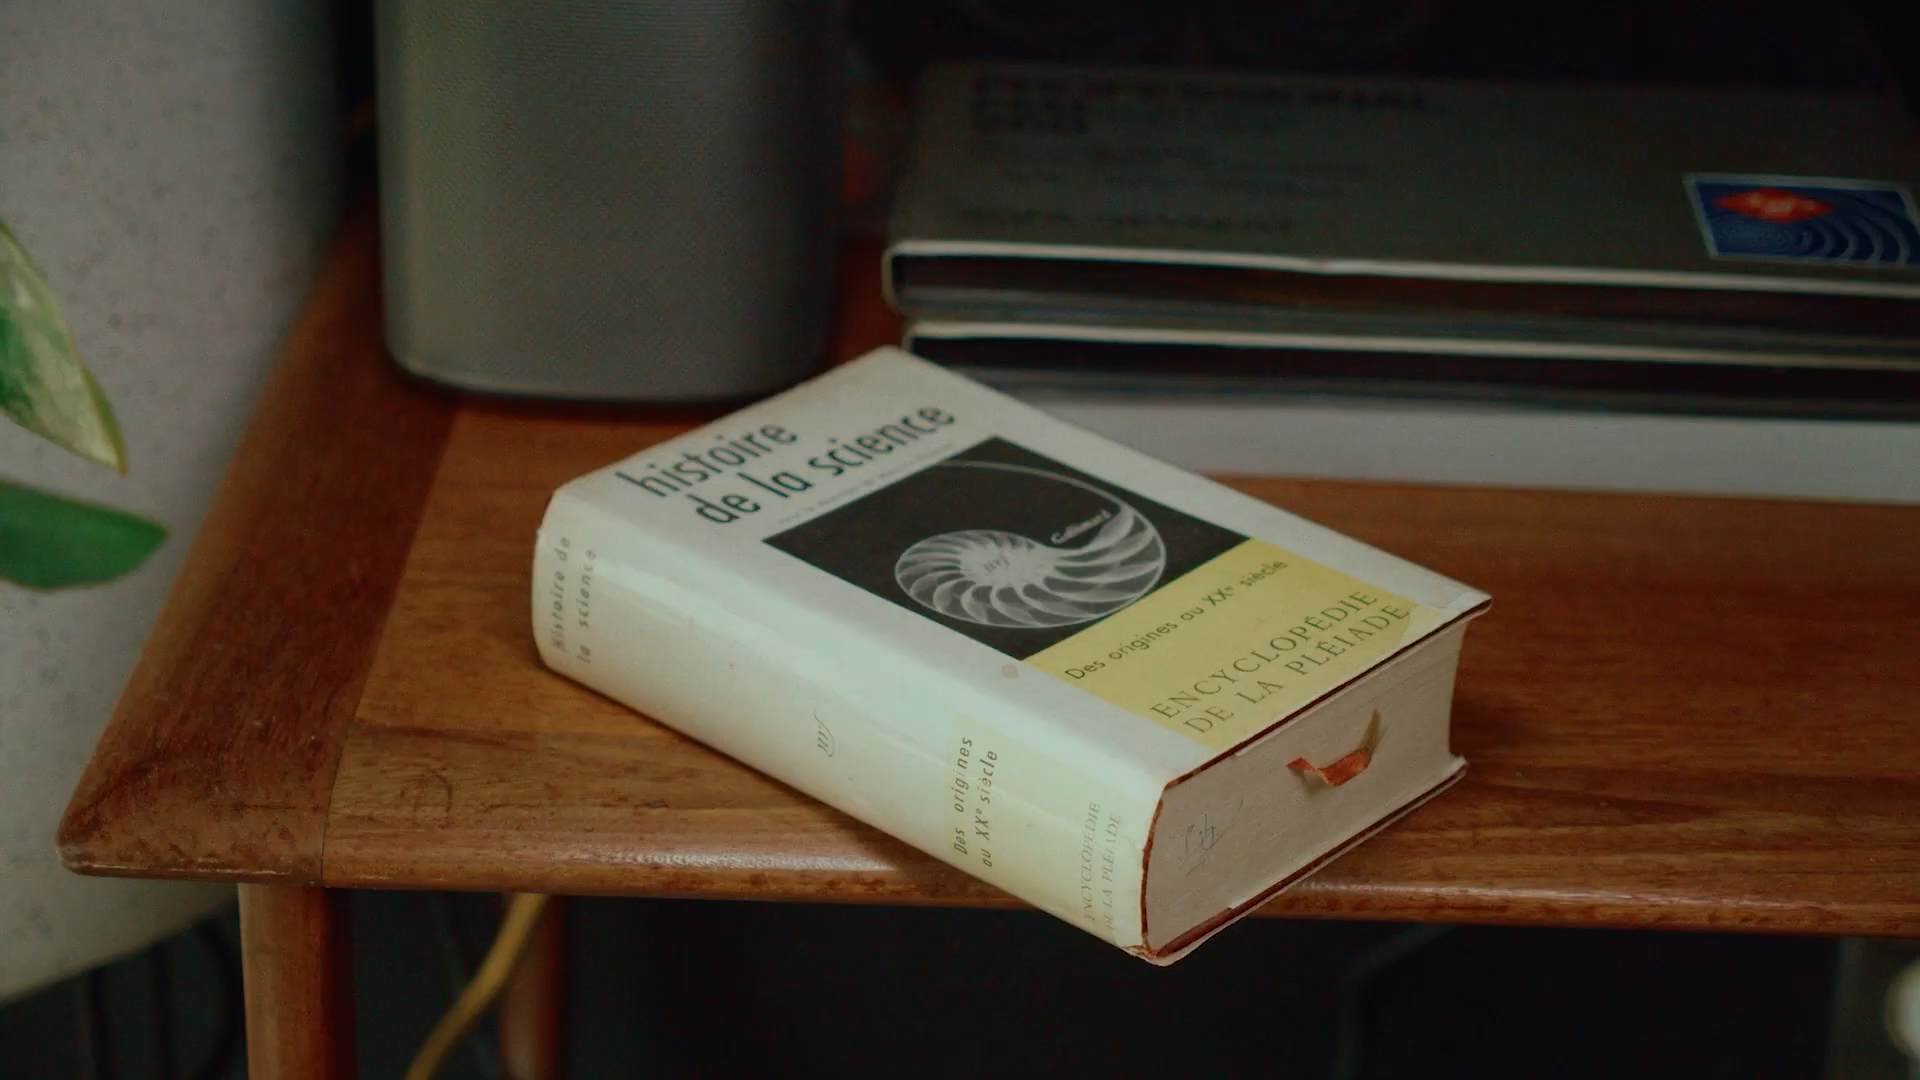 histoire
de la science
Gallimard
nrf
Des origines au XXe siècle
ENCYCLOPÉDIE
DE LA PLÉIADE
histoire de
la science
nrf
Des origines
au XXe siècle
ENCYCLOPÉDIE
DE LA PLÉIADE